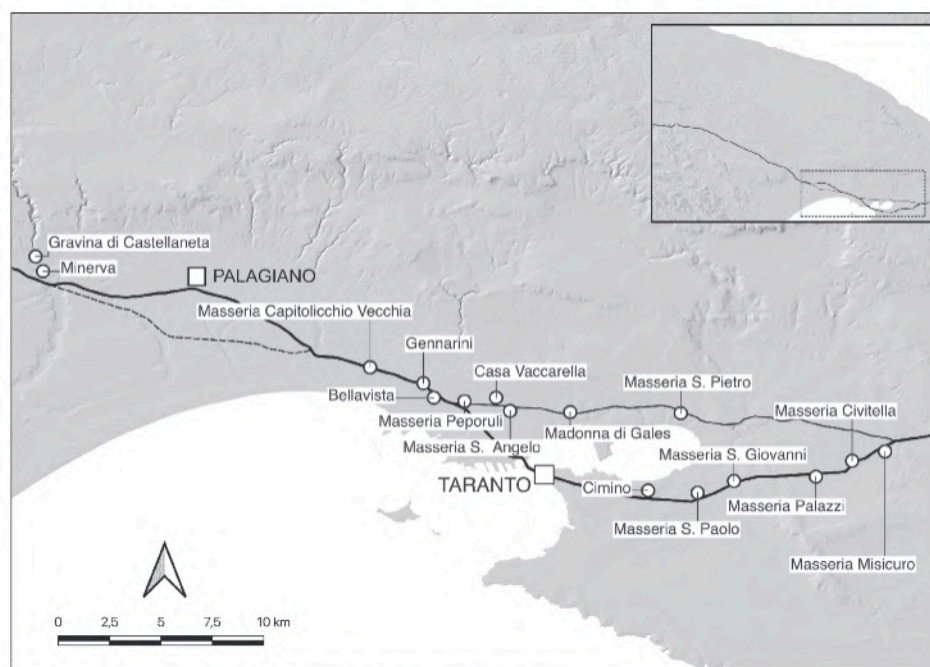 Gravina di Castellaneta
Minerva
PALAGIANO
Masseria Capitolicchio Vecchia
Gennarini
Casa Vaccarella
Masseria S. Pietro
Bellavista
Masseria Peporuli
Masseria Civitella
Madonna di Gales
Masseria S. Angelo
Masseria S. Giovanni
TARANTO
Cimino
Masseria Palazzi
Masseria S. Paolo
Masseria Misicuro
0 2,5 5 7,5 10 km